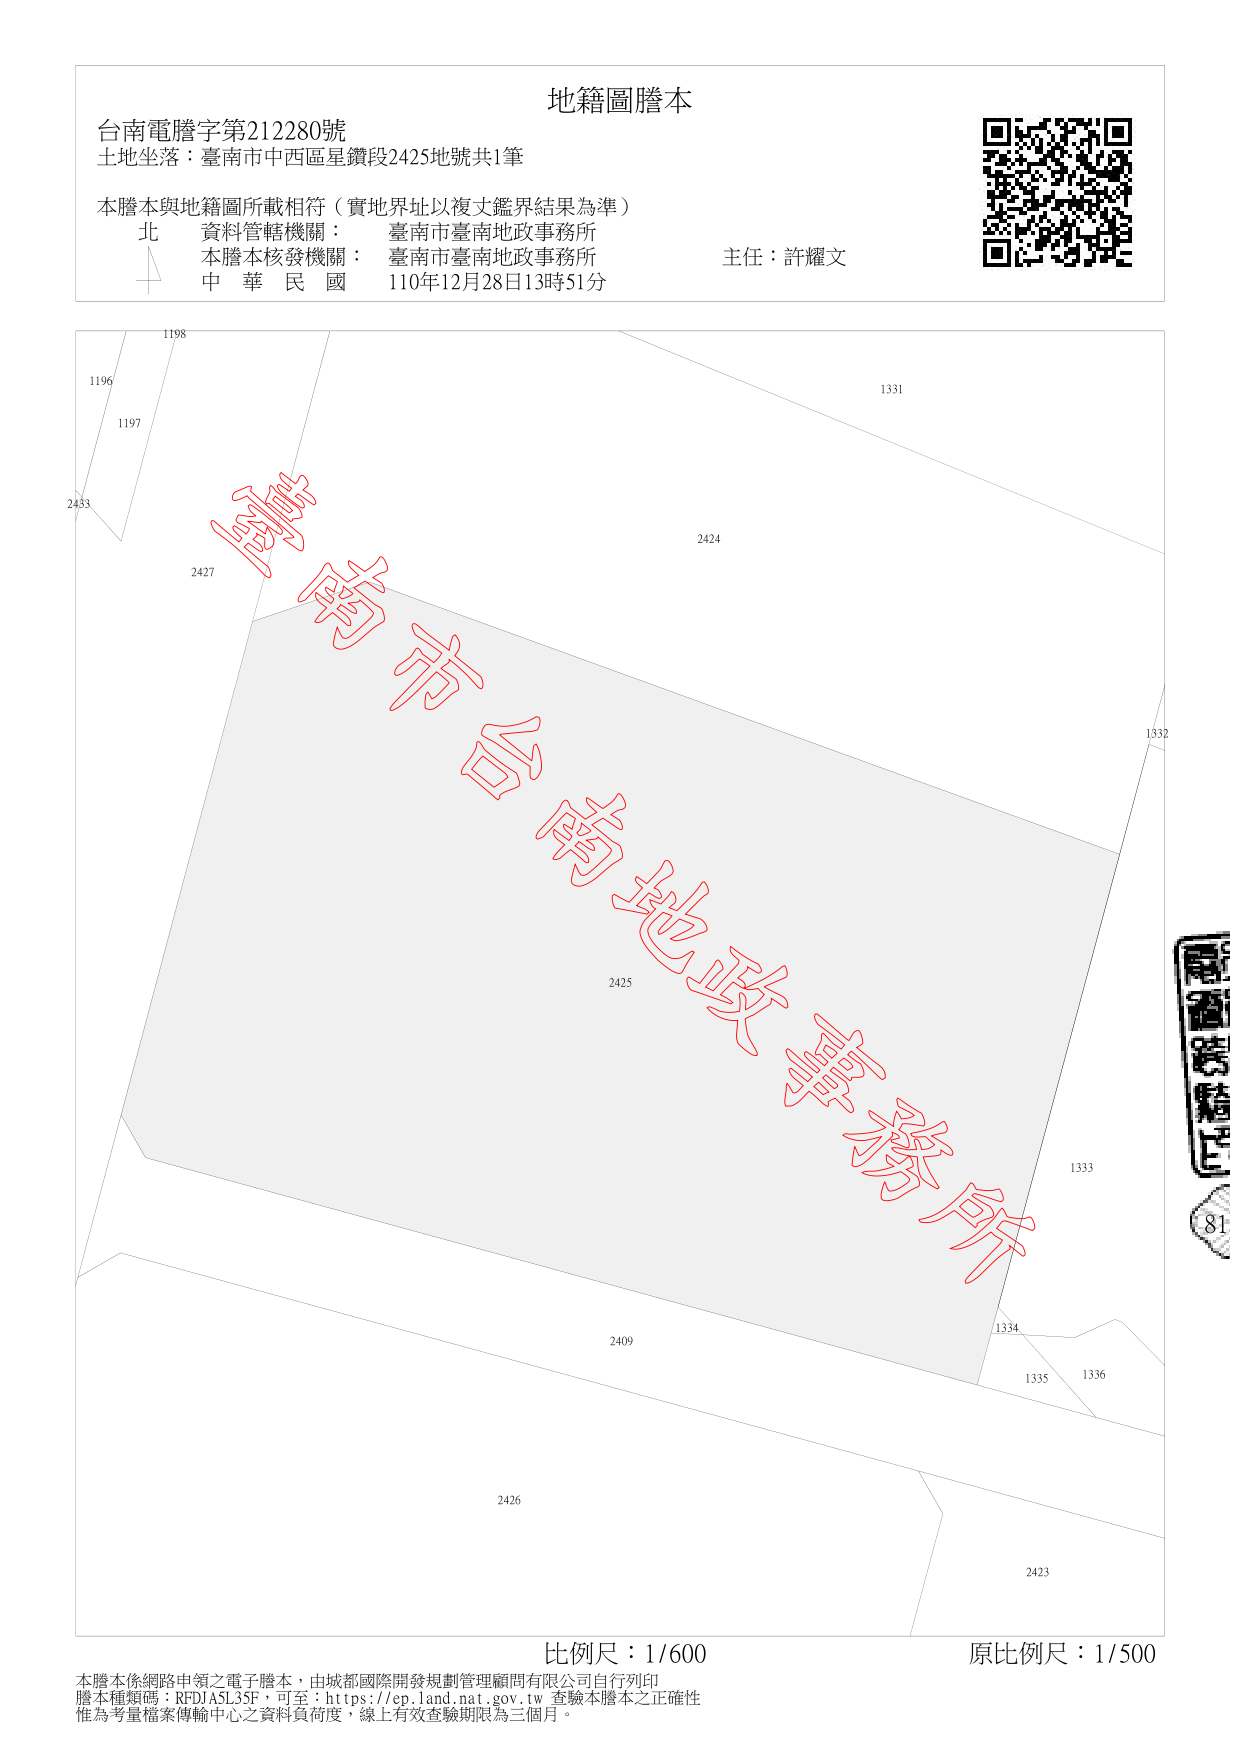 地籍圖謄本
台南電謄字第212280號
土地坐落：臺南市中西區星鑽段2425地號共1筆
本謄本與地籍圖所載相符（實地界址以複丈鑑界結果為準）
北 資料管轄機關： 臺南市臺南地政事務所
本謄本核發機關： 臺南市臺南地政事務所 主任：許耀文
中 華 民 國 110年12月28日13時51分
1198
1196
1331
1197
2433
2424
2427
臺南市台南地政事務所
1332
2425
1333
81
1334
2409
1335
1336
2426
2423
比例尺：1/600
原比例尺：1/500
本謄本係網路申領之電子謄本，由城都國際開發規劃管理顧問有限公司自行列印
謄本種類碼：RFDJA5L35F，可至：https://ep.land.nat.gov.tw 查驗本謄本之正確性
惟為考量檔案傳輸中心之資料負荷度，線上有效查驗期限為三個月。